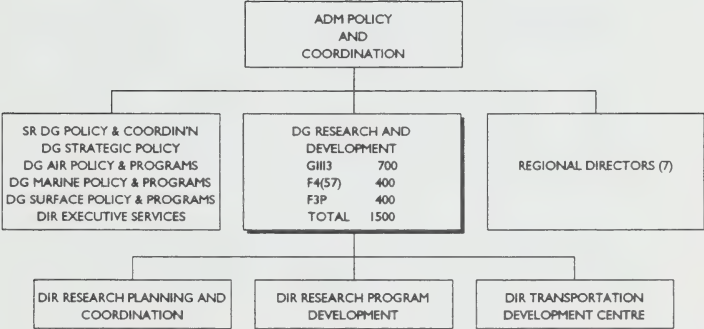 ADM POLICY
AND
COORDINATION
SR DG POLICY & COORDIN'N
DG STRATEGIC POLICY
DG AIR POLICY & PROGRAMS
DG MARINE POLICY & PROGRAMS
DG SURFACE POLICY & PROGRAMS
DIR EXECUTIVE SERVICES
DG RESEARCH AND
DEVELOPMENT
GIII3 700
F4(57) 400
F3P 400
TOTAL 1500
REGIONAL DIRECTORS (7)
DIR RESEARCH PLANNING AND
COORDINATION
DIR RESEARCH PROGRAM
DEVELOPMENT
DIR TRANSPORTATION
DEVELOPMENT CENTRE